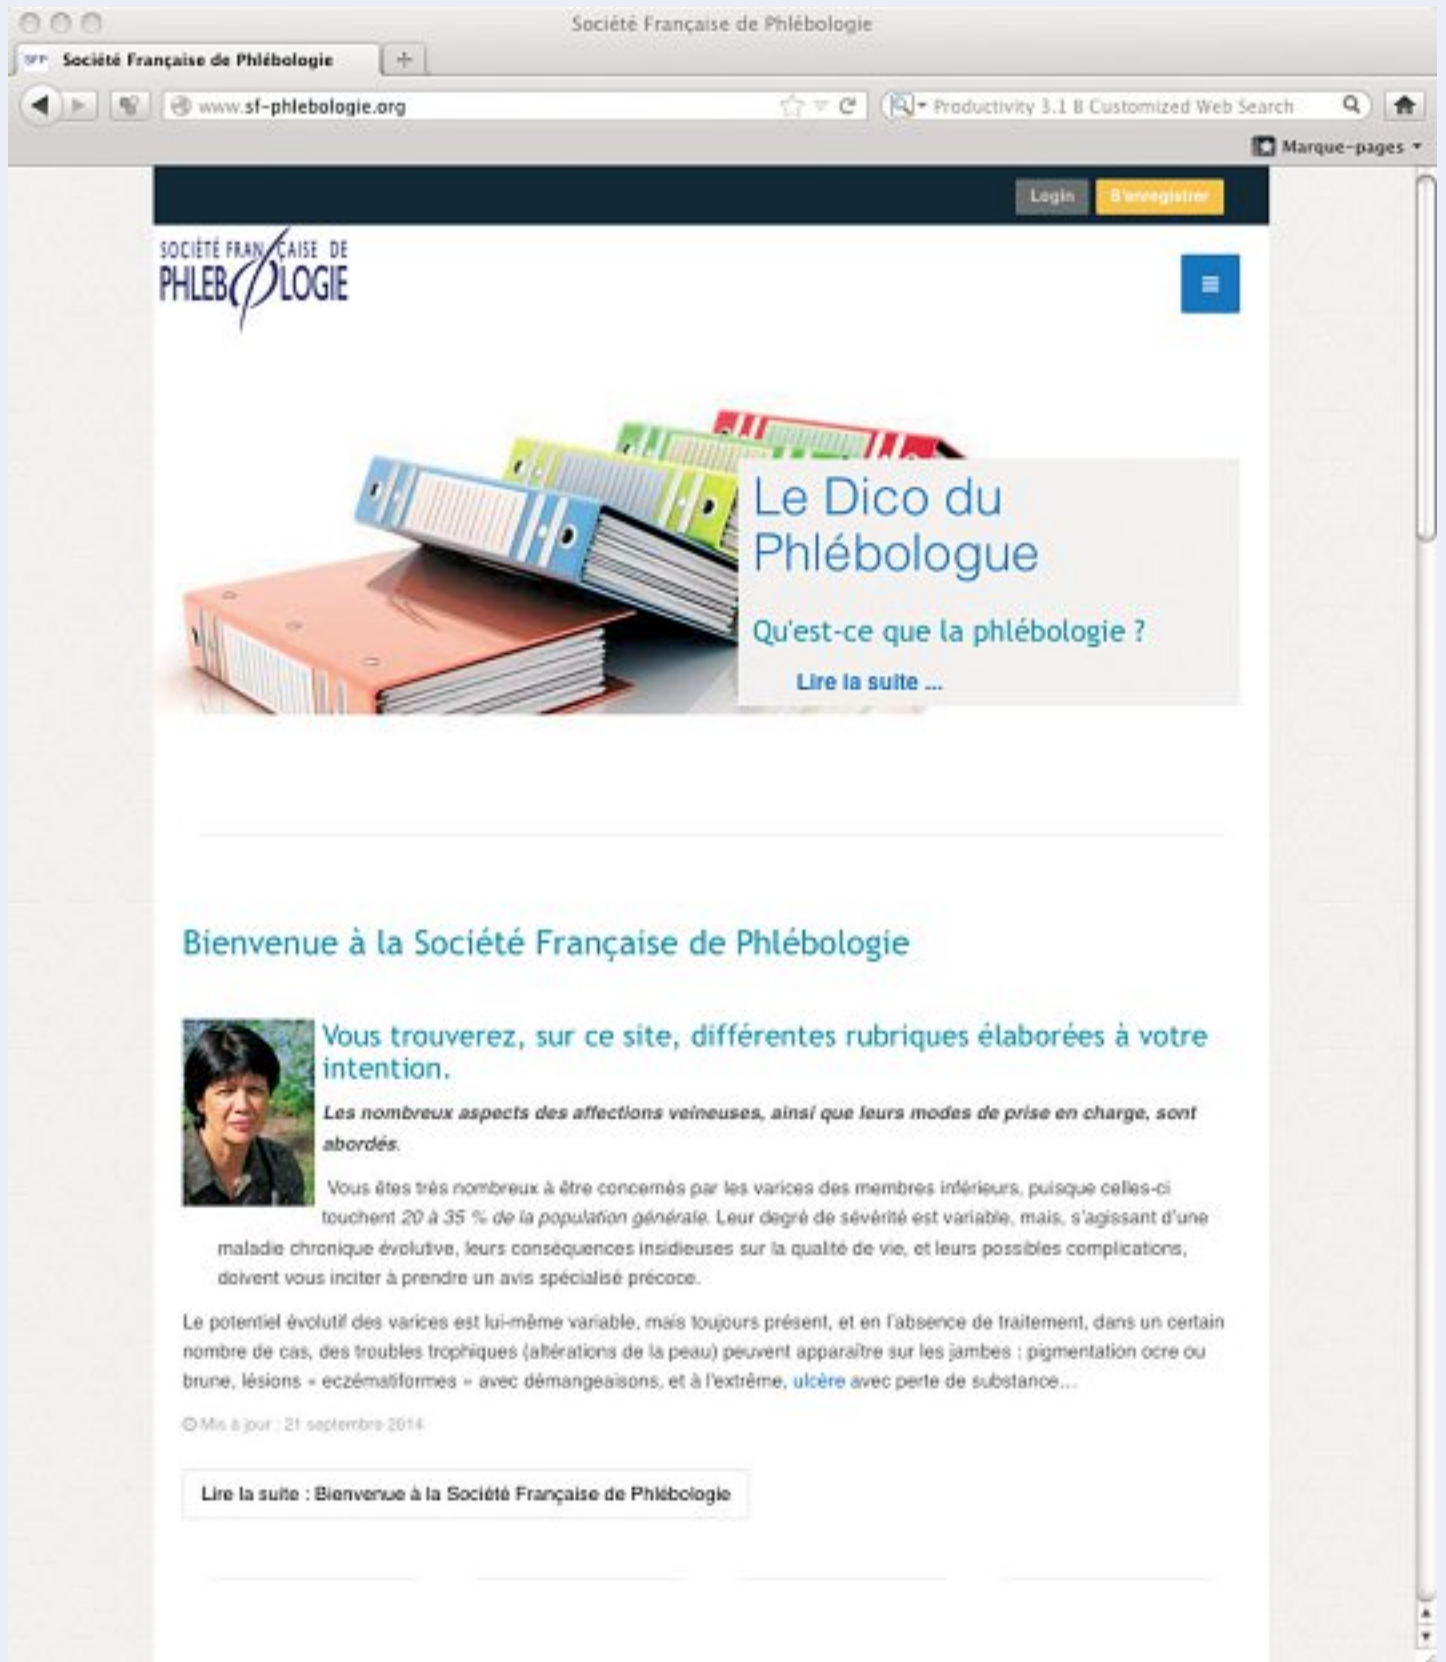 Société Française de Phlébologie
SFP Société Française de Phlébologie +
www.sf-phlebologie.org Productivity 3.1 B Customized Web Search
Marque-pages
Login S'enregistrer
SOCIÉTÉ FRANÇAISE DE
PHLEBOLOGIE
Le Dico du
Phlébologue
Qu'est-ce que la phlébologie ?
Lire la suite ...
Bienvenue à la Société Française de Phlébologie
Vous trouverez, sur ce site, différentes rubriques élaborées à votre
intention.
Les nombreux aspects des affections veineuses, ainsi que leurs modes de prise en charge, sont
abordés.
Vous êtes très nombreux à être concernés par les varices des membres inférieurs, puisque celles-ci
touchent 20 à 35 % de la population générale. Leur degré de sévérité est variable, mais, s'agissant d'une
maladie chronique évolutive, leurs conséquences insidieuses sur la qualité de vie, et leurs possibles complications,
doivent vous inciter à prendre un avis spécialisé précoce.
Le potentiel évolutif des varices est lui-même variable, mais toujours présent, et en l'absence de traitement, dans un certain
nombre de cas, des troubles trophiques (altérations de la peau) peuvent apparaître sur les jambes : pigmentation ocre ou
brune, lésions « eczématiformes » avec démangeaisons, et à l'extrême, ulcère avec perte de substance…
Mis à jour : 21 septembre 2014
Lire la suite : Bienvenue à la Société Française de Phlébologie